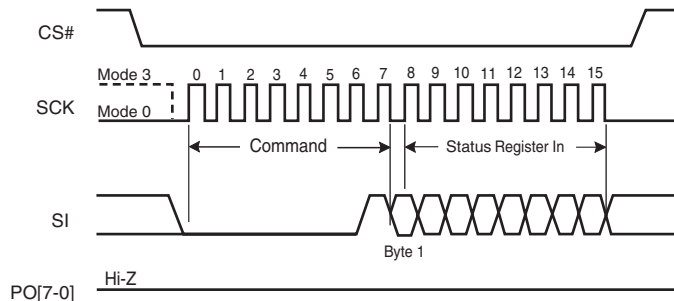 CS#
Mode 3
0 1 2 3 4 5 6 7 8 9 10 11 12 13 14 15
SCK
Mode 0
Command
Status Register In
SI
Byte 1
Hi-Z
PO[7-0]